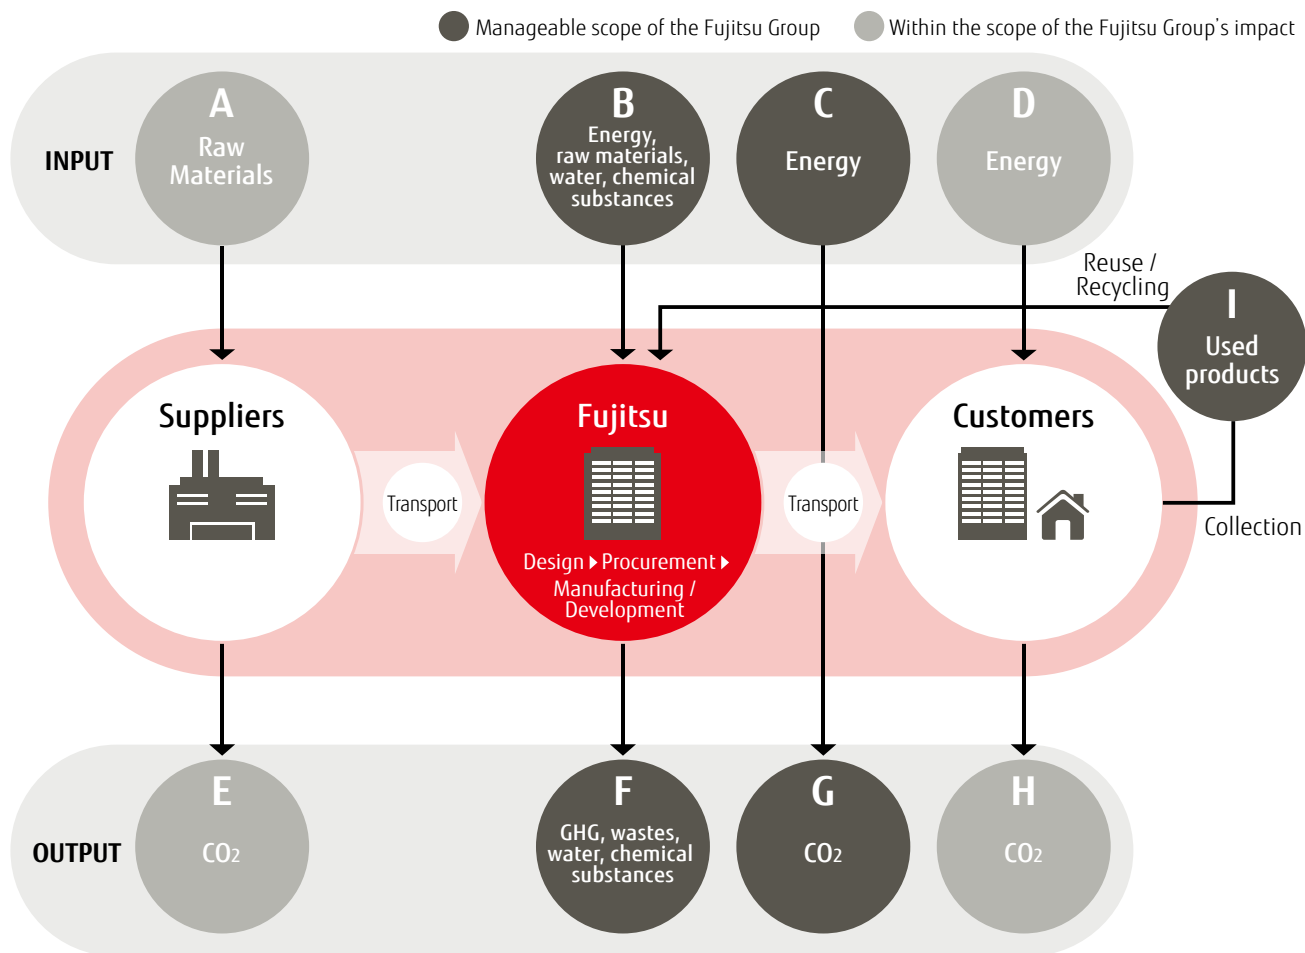 Manageable scope of the Fujitsu Group
Within the scope of the Fujitsu Group's impact
INPUT
A
Raw
Materials
B
Energy,
raw materials,
water, chemical
substances
C
Energy
D
Energy
Reuse /
Recycling
I
Used
products
Collection
Suppliers
Transport
Fujitsu
Design ▶ Procurement ▶
Manufacturing /
Development
Transport
Customers
OUTPUT
E
CO2
F
GHG, wastes,
water, chemical
substances
G
CO2
H
CO2